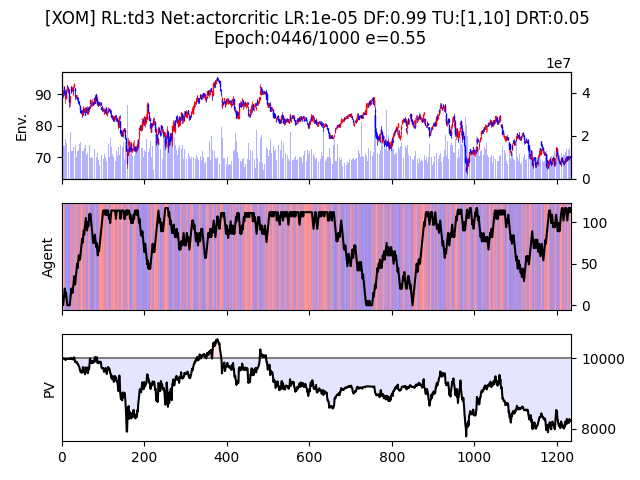 [XOM] RL:td3 Net:actorcritic LR:1e-05 DF:0.99 TU:[1,10] DRT:0.05
Epoch:0446/1000 e=0.55
1e7
90
80
70
Env.
4
2
0
Agent
100
50
0
PV
10000
8000
0 200 400 600 800 1000 1200